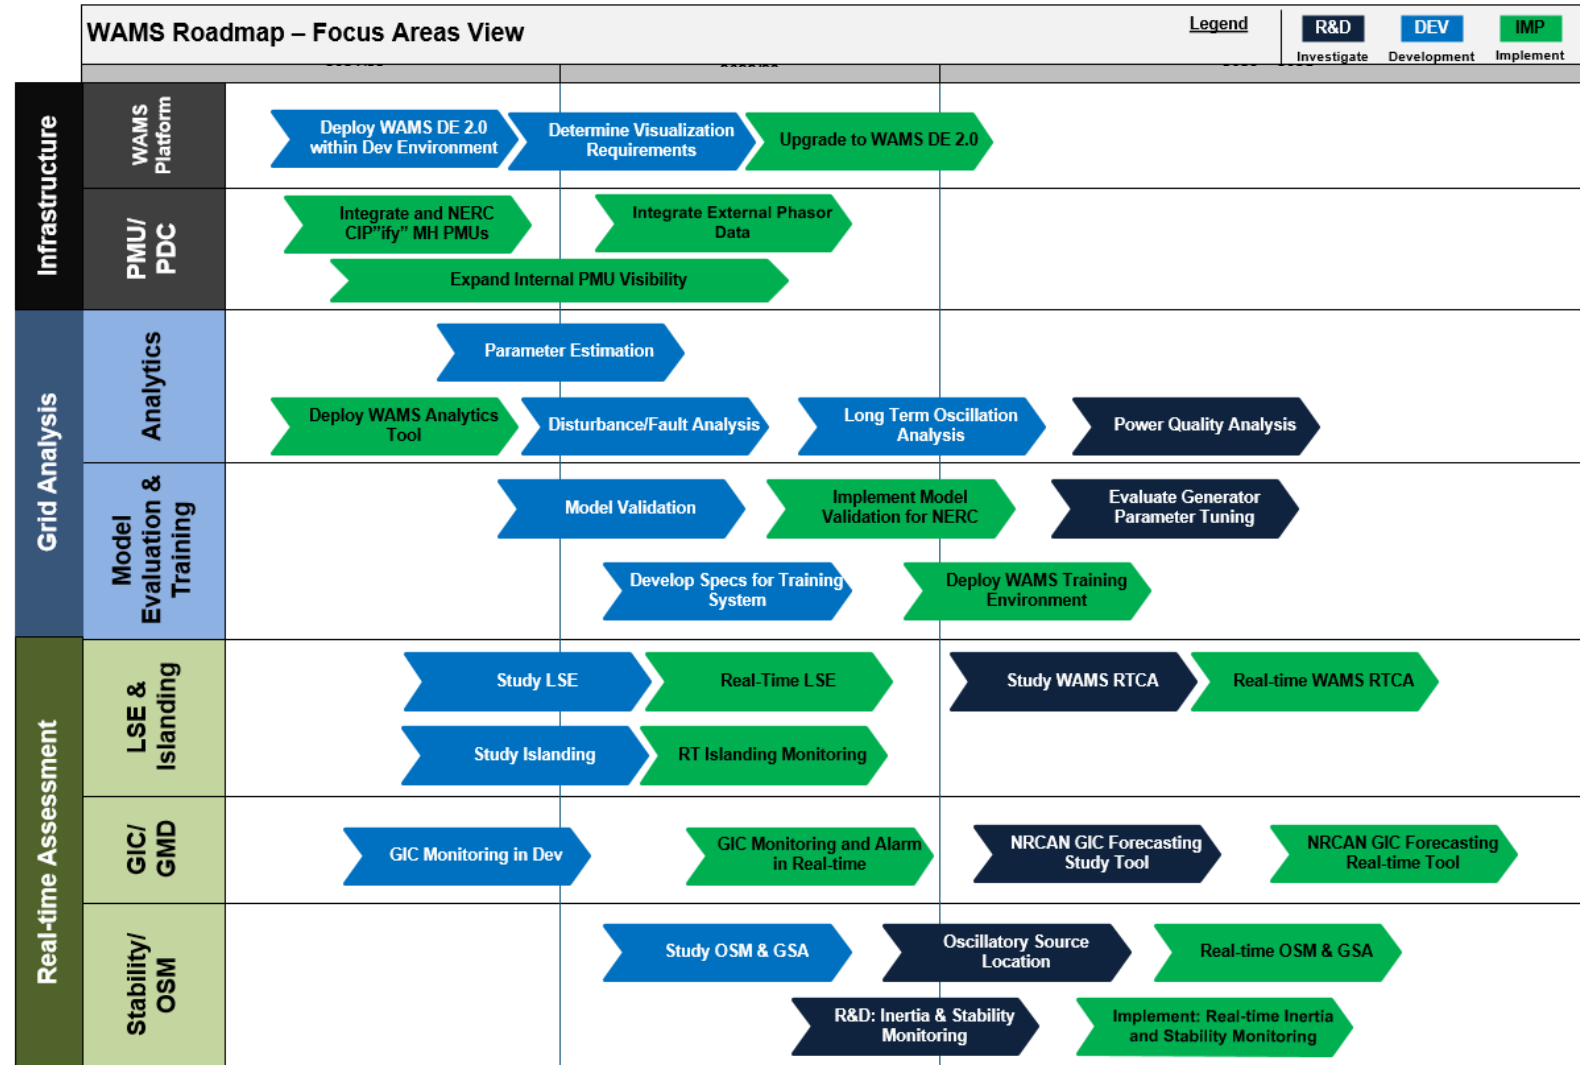 WAMS Roadmap – Focus Areas View
Legend
R&D
DEV
IMP
Investigate
Development
Implement
Infrastructure
WAMS
Platform
Deploy WAMS DE 2.0
within Dev Environment
Determine Visualization
Requirements
Upgrade to WAMS DE 2.0
PMU/
PDC
Integrate and NERC
CIP”ify” MH PMUs
Integrate External Phasor
Data
Expand Internal PMU Visibility
Grid Analysis
Analytics
Parameter Estimation
Deploy WAMS Analytics
Tool
Disturbance/Fault Analysis
Long Term Oscillation
Analysis
Power Quality Analysis
Model
Evaluation &
Training
Model Validation
Implement Model
Validation for NERC
Evaluate Generator
Parameter Tuning
Develop Specs for Training
System
Deploy WAMS Training
Environment
Real-time Assessment
LSE &
Islanding
Study LSE
Real-Time LSE
Study WAMS RTCA
Real-time WAMS RTCA
Study Islanding
RT Islanding Monitoring
GIC/
GMD
GIC Monitoring in Dev
GIC Monitoring and Alarm
in Real-time
NRCAN GIC Forecasting
Study Tool
NRCAN GIC Forecasting
Real-time Tool
Stability/
OSM
Study OSM & GSA
Oscillatory Source
Location
Real-time OSM & GSA
R&D: Inertia & Stability
Monitoring
Implement: Real-time Inertia
and Stability Monitoring